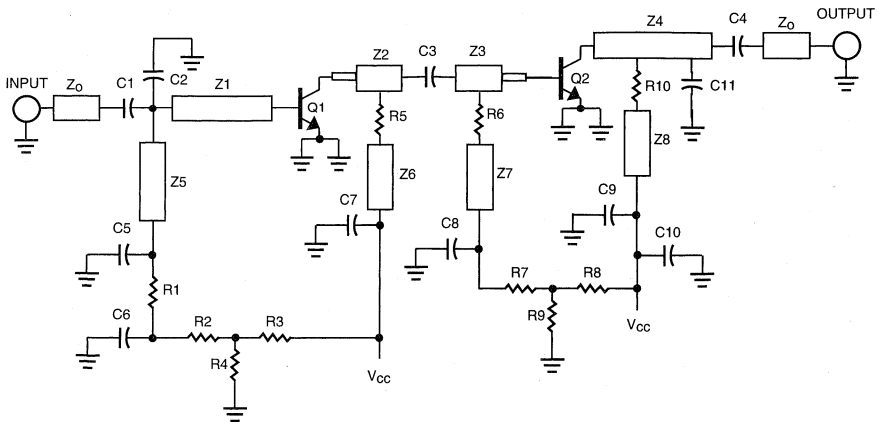 INPUT
Zo
C1
C2
Z1
Q1
Z2
C3
Z3
Q2
Z4
C4
Zo
OUTPUT
R5
R6
R10
C11
Z5
Z6
Z7
Z8
C5
C7
C8
C9
C10
R1
C6
R2
R3
R4
VCC
R7
R8
R9
VCC